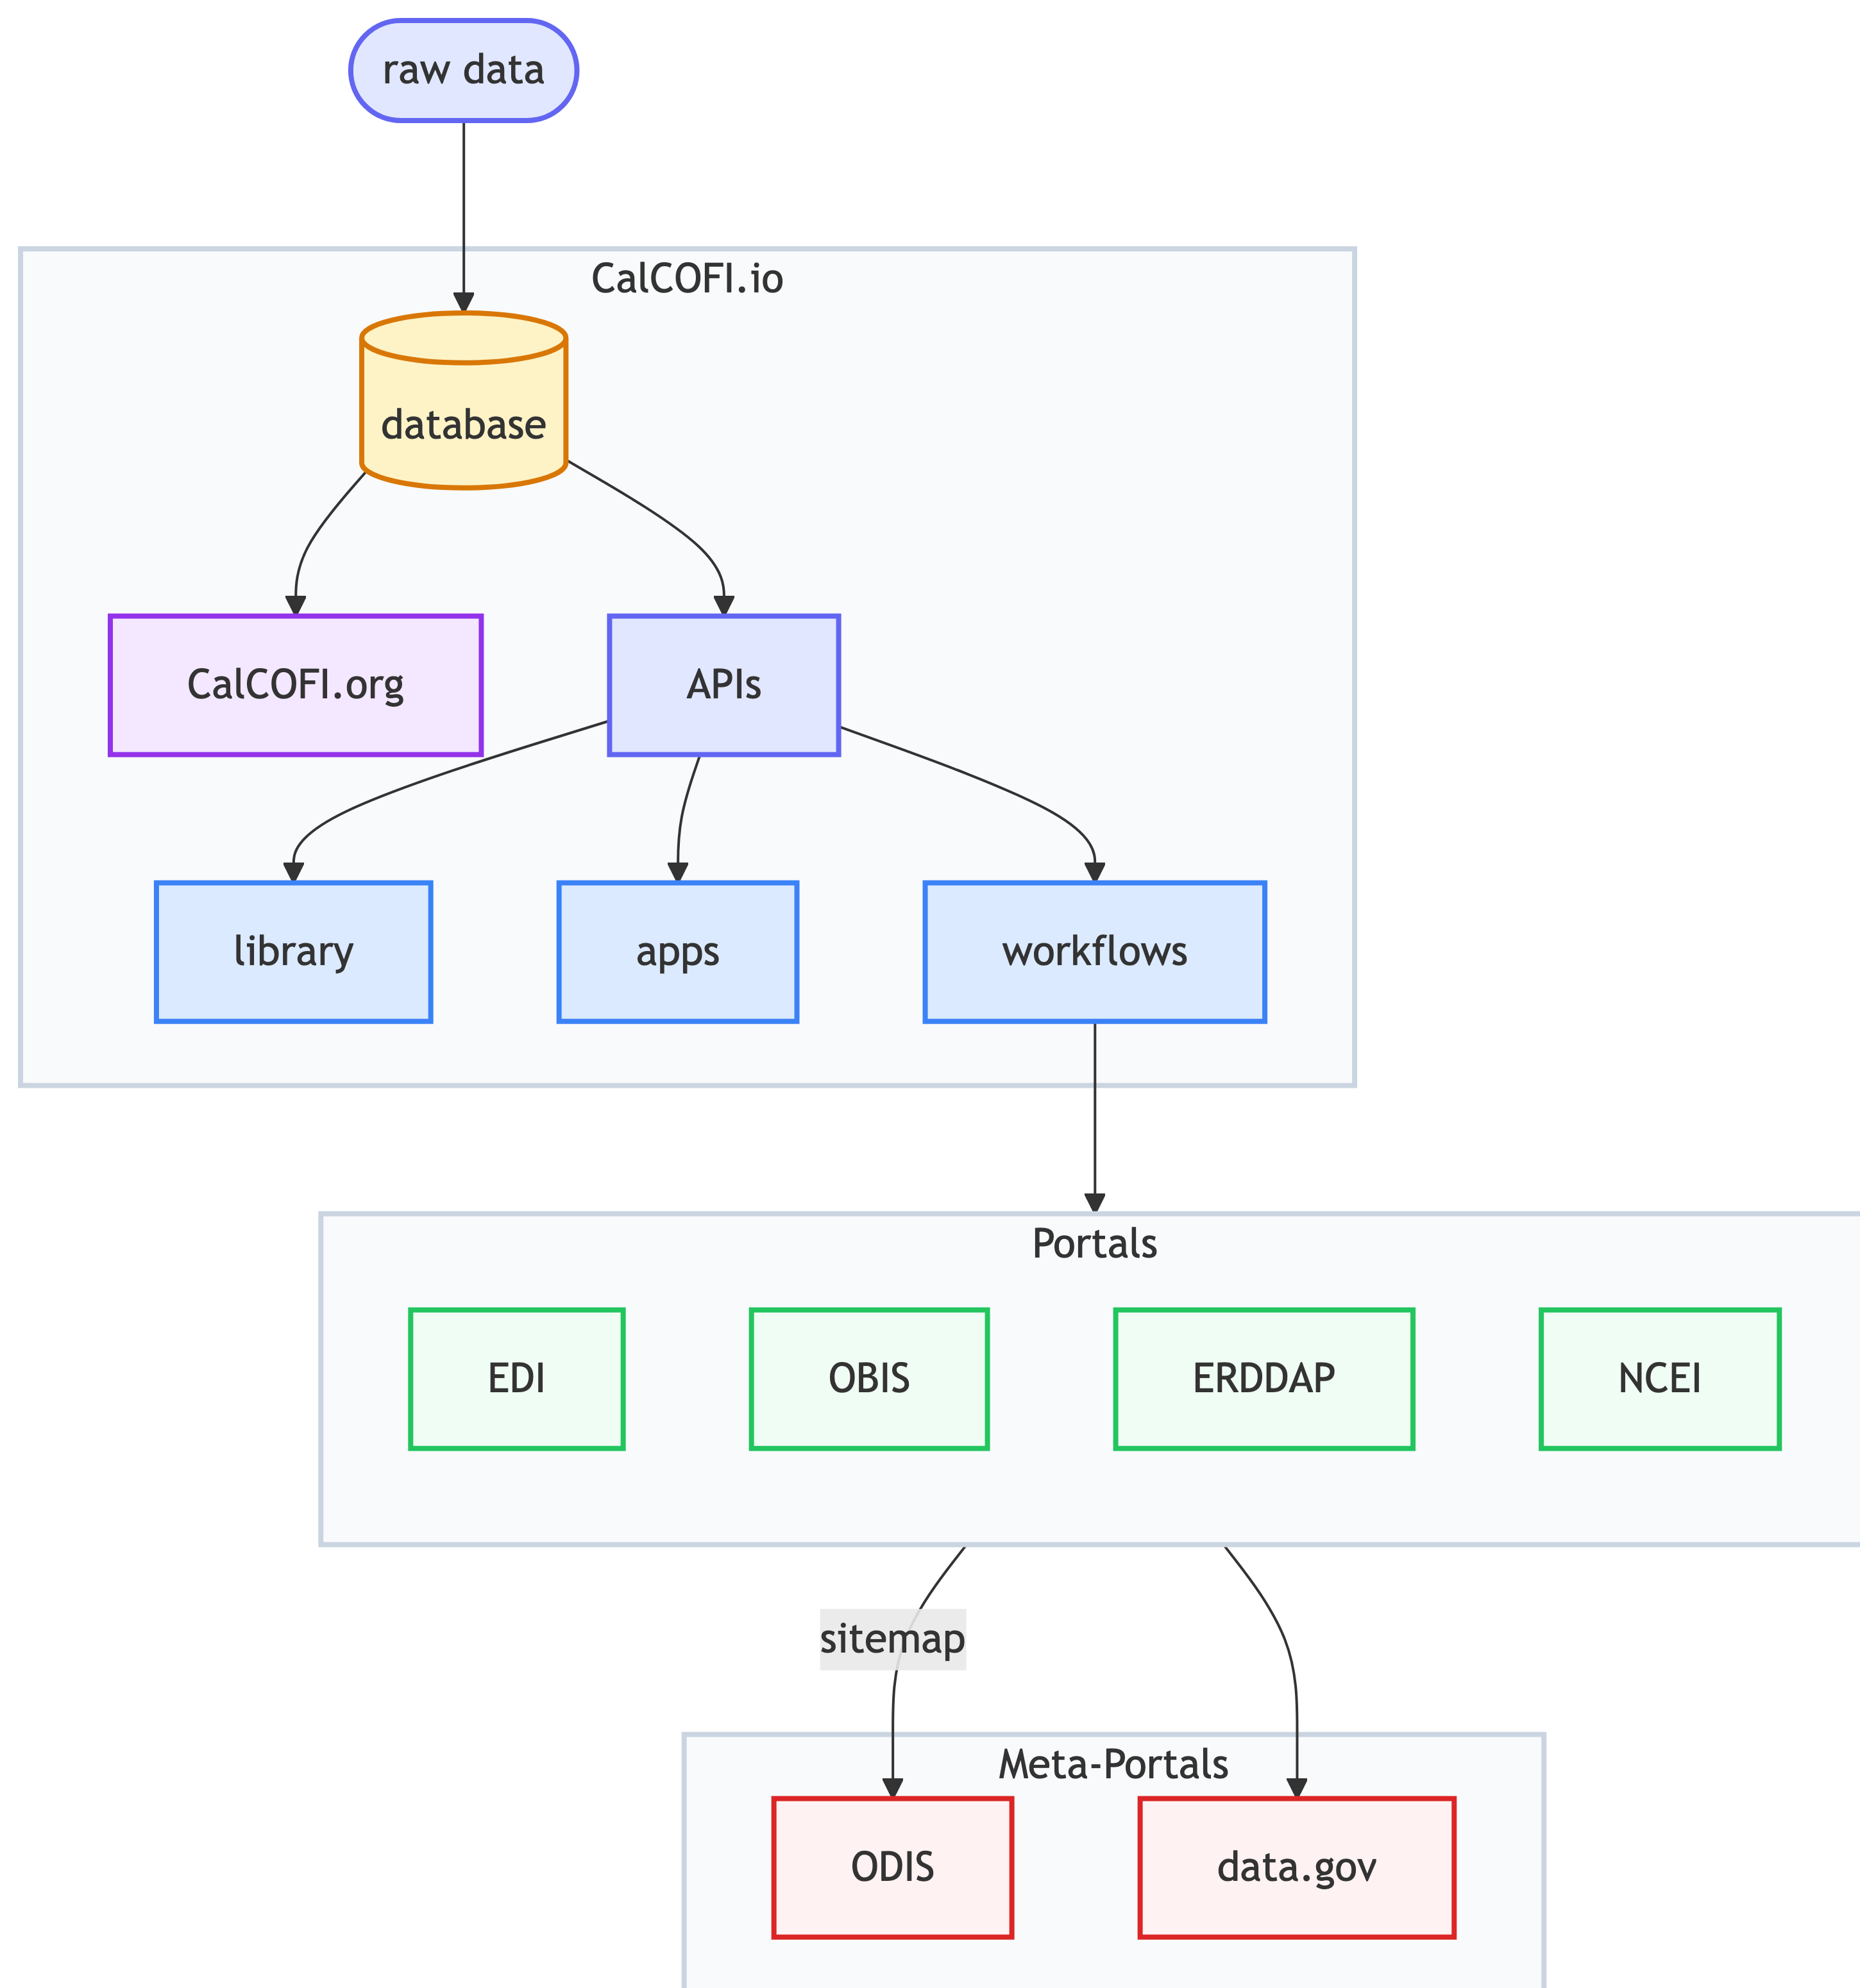 raw data
CalCOFI.io
database
CalCOFI.org
APIs
library
apps
workflows
Portals
EDI
OBIS
ERDDAP
NCEI
sitemap
Meta-Portals
ODIS
data.gov